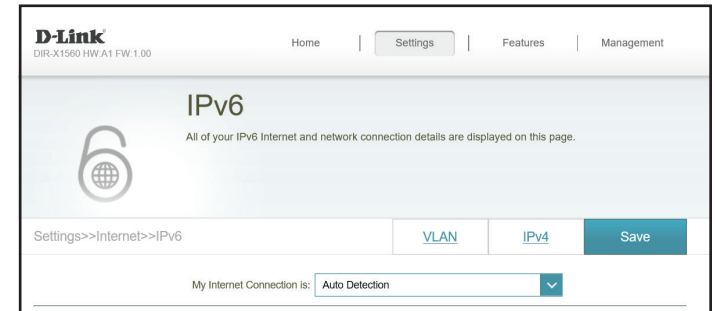 D-Link
DIR-X1560 HW:A1 FW:1.00
Home
Settings
Features
Management
IPv6
All of your IPv6 Internet and network connection details are displayed on this page.
Settings>>Internet>>IPv6
VLAN
IPv4
Save
My Internet Connection is: Auto Detection